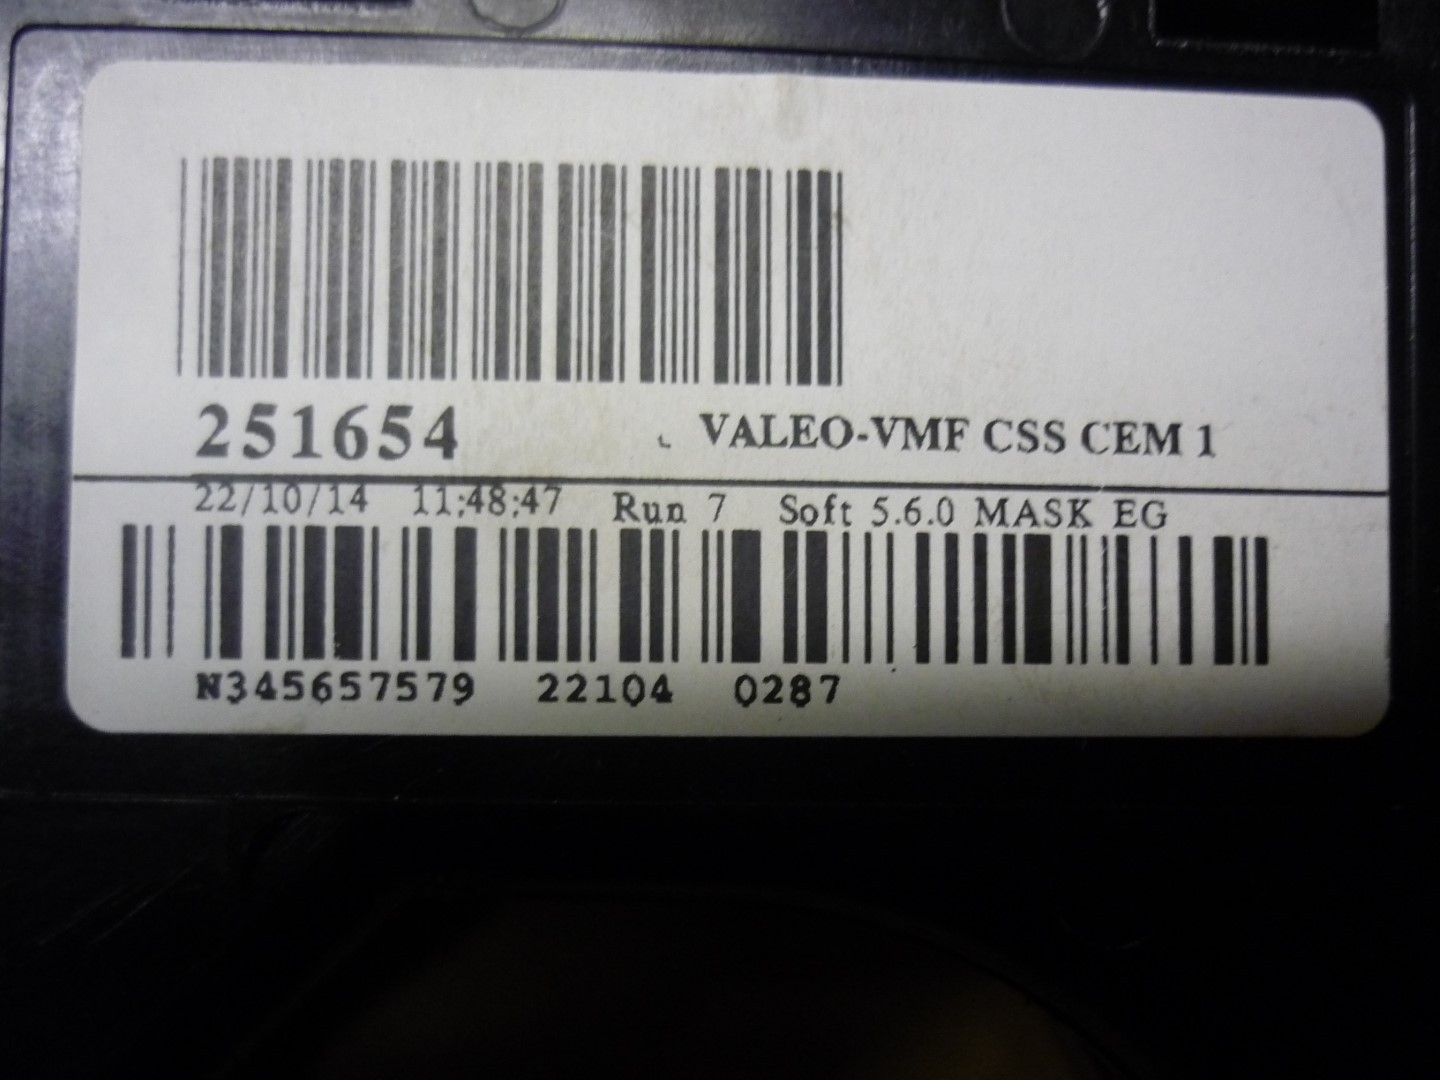 251654 VALEO-VMF CSS CEM 1
22/10/14 11:48:47 Run 7 Soft 5.6.0 MASK EG
N345657579 22104 0287